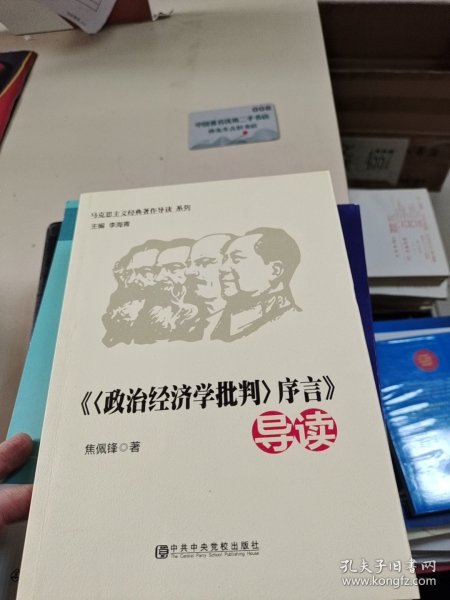 马克思主义经典著作导读 系列
主编 李海青
《〈政治经济学批判〉序言》
导读
焦佩锋◎著
中共中央党校出版社
The Central Party School Publishing House
孔夫子旧书网
www.kongfz.com